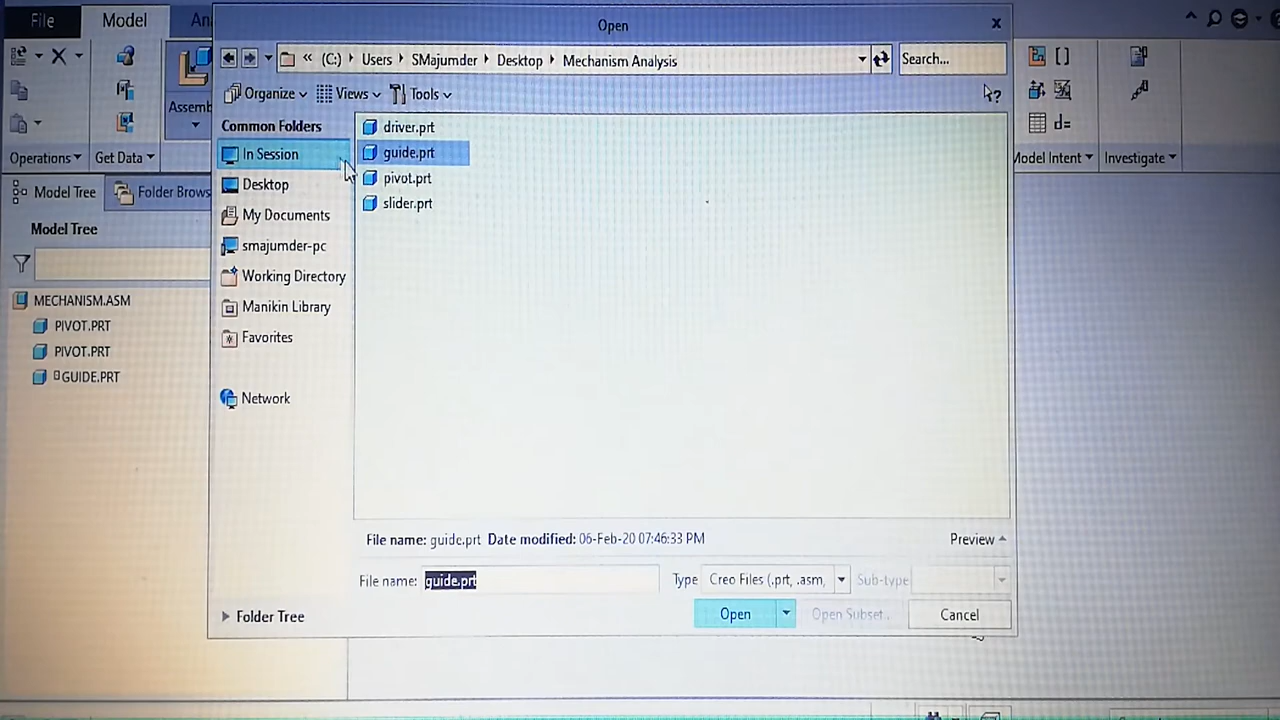 File
Model
Open
« (C:) Users SMajumder Desktop Mechanism Analysis
Search...
Organize Views Tools
Assemb
Operations Get Data
Model Intent Investigate
d=
Common Folders
In Session
Desktop
My Documents
smajumder-pc
Working Directory
Manikin Library
Favorites
Network
driver.prt
guide.prt
pivot.prt
slider.prt
Model Tree Folder Brows
Model Tree
MECHANISM.ASM
PIVOT.PRT
PIVOT.PRT
GUIDE.PRT
File name: guide.prt Date modified: 06-Feb-20 07:46:33 PM
Preview
File name: guide.prt
Type Creo Files (.prt, .asm, Sub-type
Folder Tree
Open Open Subset... Cancel